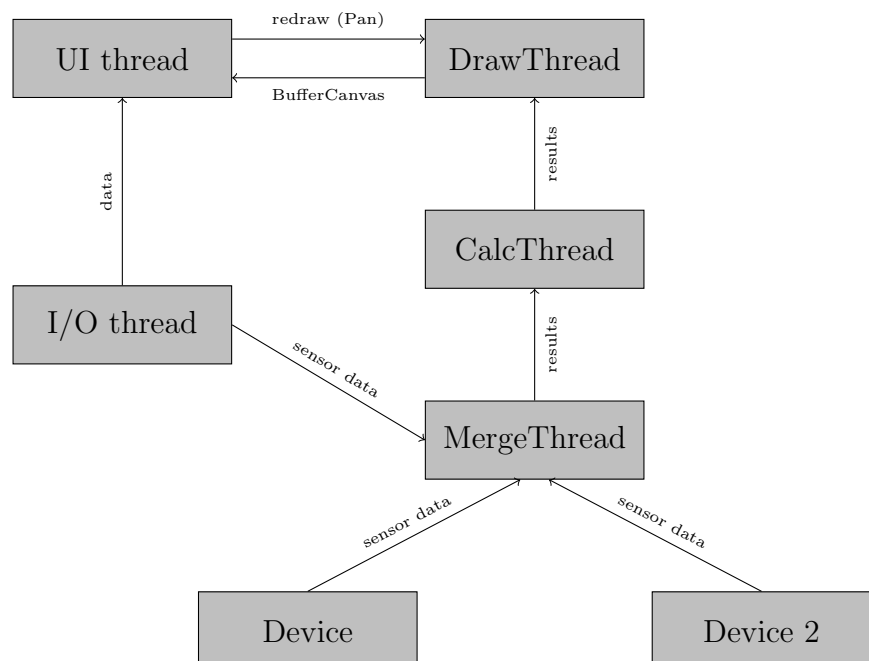 redraw (Pan)
UI thread
DrawThread
BufferCanvas
results
data
CalcThread
I/O thread
results
sensor data
MergeThread
sensor data
sensor data
Device
Device 2